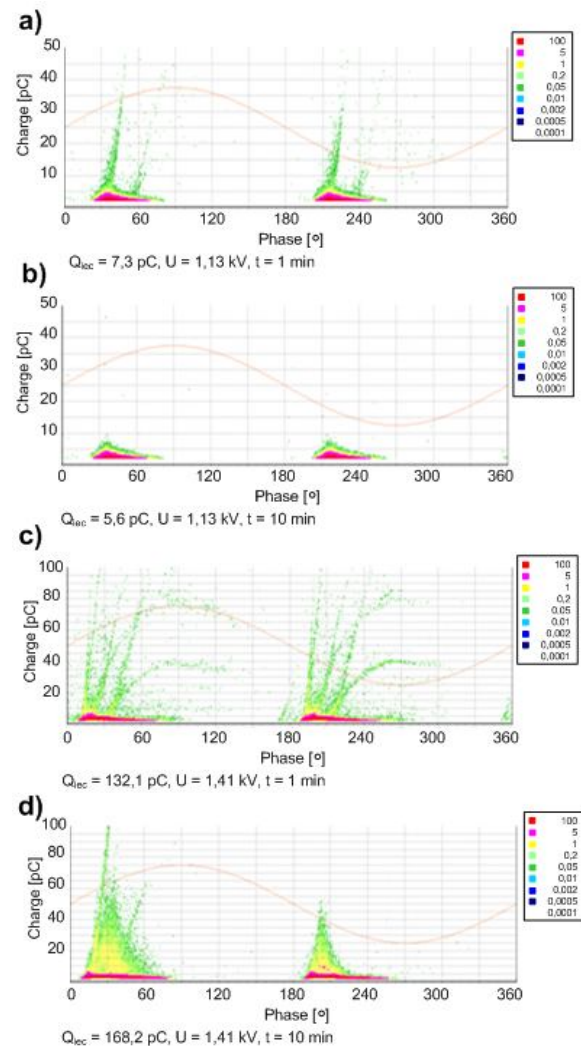 a)
50
40
30
20
10
Charge [pC]
0 60 120 180 240 300 360
Phase [º]
100
5
1
0,2
0,05
0,01
0,002
0,0005
0,0001
Q_iec = 7,3 pC, U = 1,13 kV, t = 1 min
b)
50
40
30
20
10
Charge [pC]
0 60 120 180 240 300 360
Phase [º]
100
5
1
0,2
0,05
0,01
0,002
0,0005
0,0001
Q_iec = 5,6 pC, U = 1,13 kV, t = 10 min
c)
100
80
60
40
20
Charge [pC]
0 60 120 180 240 300 360
Phase [º]
100
5
1
0,2
0,05
0,01
0,002
0,0005
0,0001
Q_iec = 132,1 pC, U = 1,41 kV, t = 1 min
d)
100
80
60
40
20
Charge [pC]
0 60 120 180 240 300 360
Phase [º]
100
5
1
0,2
0,05
0,01
0,002
0,0005
0,0001
Q_iec = 168,2 pC, U = 1,41 kV, t = 10 min